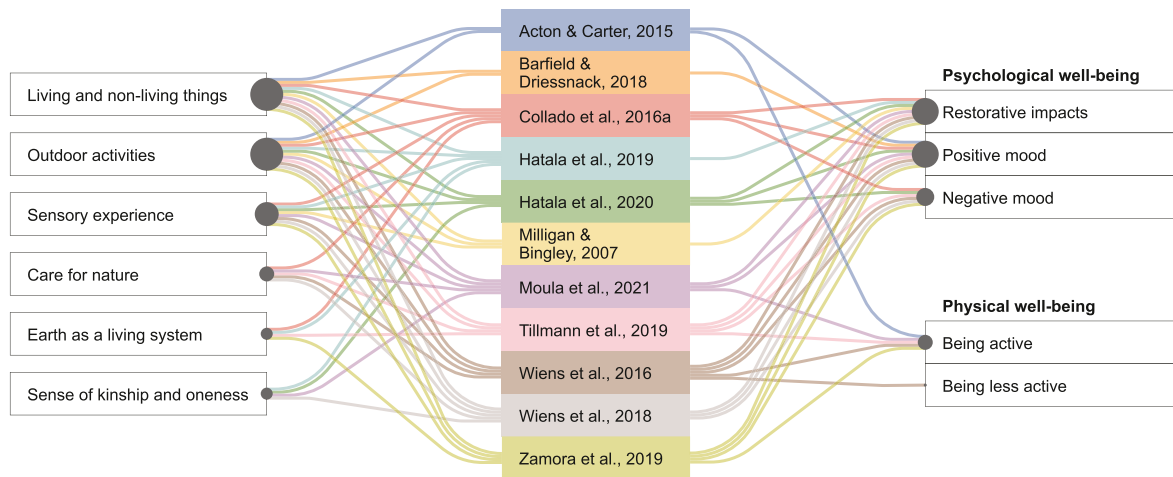 Living and non-living things
Outdoor activities
Sensory experience
Care for nature
Earth as a living system
Sense of kinship and oneness
Acton & Carter, 2015
Barfield &
Driessnack, 2018
Collado et al., 2016a
Hatala et al., 2019
Hatala et al., 2020
Milligan &
Bingley, 2007
Moula et al., 2021
Tillmann et al., 2019
Wiens et al., 2016
Wiens et al., 2018
Zamora et al., 2019
Psychological well-being
Restorative impacts
Positive mood
Negative mood
Physical well-being
Being active
Being less active